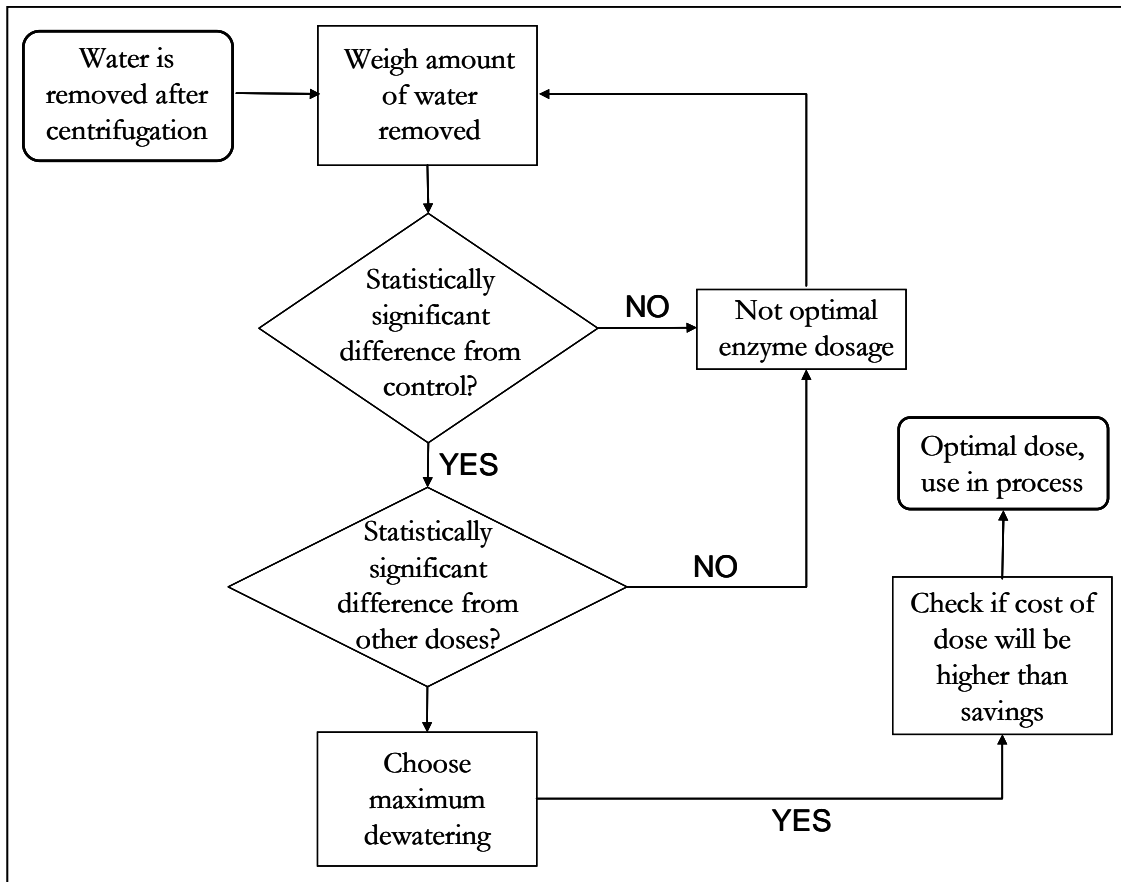 Water is
removed after
centrifugation
Weigh amount
of water
removed
Statistically
significant
difference from
control?
NO
Not optimal
enzyme dosage
YES
Statistically
significant
difference from
other doses?
NO
Optimal dose,
use in process
Check if cost of
dose will be
higher than
savings
Choose
maximum
dewatering
YES